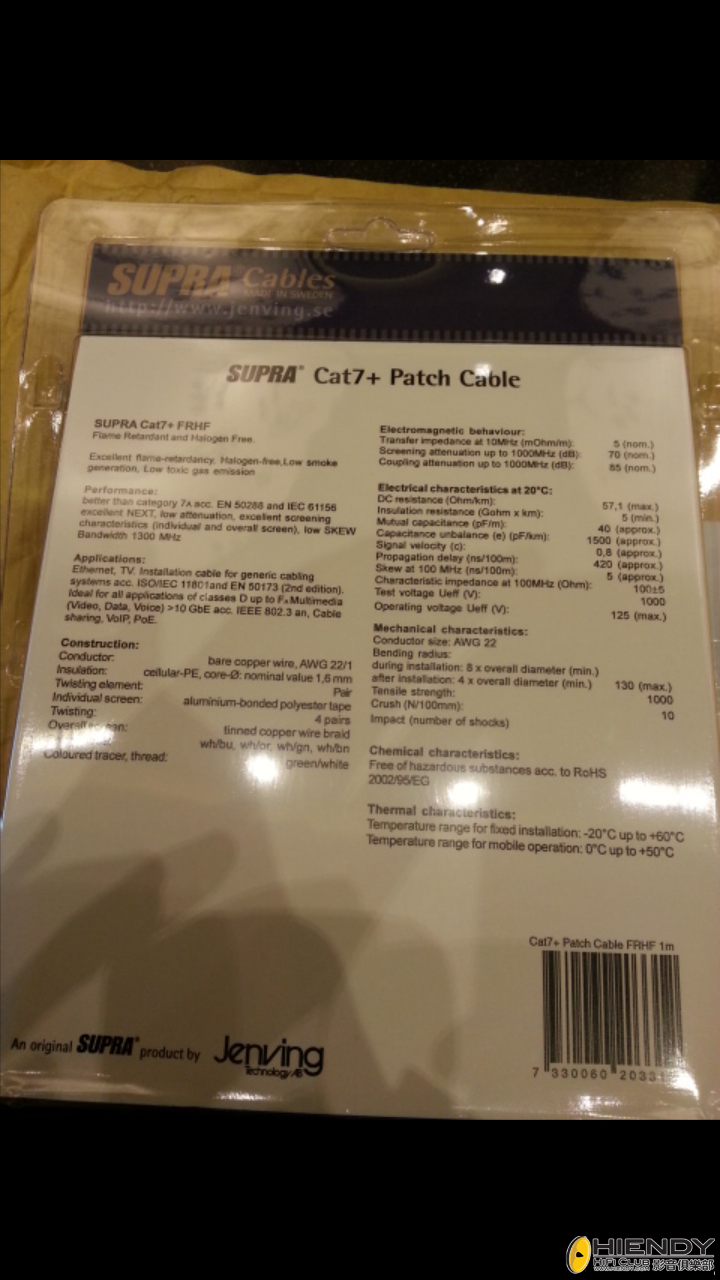 SUPRA Cables
MADE IN SWEDEN
http://www.jenving.se
SUPRA® Cat7+ Patch Cable
SUPRA Cat7+ FRHF
Flame Retardant and Halogen Free.
Excellent flame-retardancy, Halogen-free,Low smoke
generation, Low toxic gas emission
Performance:
better than category 7A acc. EN 50288 and IEC 61156
excellent NEXT, low attenuation, excellent screening
characteristics (individual and overall screen), low SKEW
Bandwidth 1300 MHz
Applications:
Ethernet, TV. Installation cable for generic cabling
systems acc. ISO/IEC 11801and EN 50173 (2nd edition).
Ideal for all applications of classes D up to FA Multimedia
(Video, Data, Voice) >10 GbE acc. IEEE 802.3 an, Cable
sharing, VoIP, PoE.
Construction:
Conductor: bare copper wire, AWG 22/1
Insulation: cellular-PE, core-Ø: nominal value 1,6 mm
Twisting element: Pair
Individual screen: aluminium-bonded polyester tape
Twisting: 4 pairs
Overall screen: tinned copper wire braid
wh/bu, wh/or, wh/gn, wh/bn
Coloured tracer, thread: green/white
Electromagnetic behaviour:
Transfer impedance at 10MHz (mOhm/m): 5 (nom.)
Screening attenuation up to 1000MHz (dB): 70 (nom.)
Coupling attenuation up to 1000MHz (dB): 85 (nom.)
Electrical characteristics at 20°C:
DC resistance (Ohm/km): 57,1 (max.)
Insulation resistance (Gohm x km): 5 (min.)
Mutual capacitance (pF/m): 40 (approx.)
Capacitance unbalance (e) (pF/km): 1500 (approx.)
Signal velocity (c): 0,8 (approx.)
Propagation delay (ns/100m): 420 (approx.)
Skew at 100 MHz (ns/100m): 5 (approx.)
Characteristic impedance at 100MHz (Ohm): 100±5
Test voltage Ueff (V): 1000
Operating voltage Ueff (V): 125 (max.)
Mechanical characteristics:
Conductor size: AWG 22
Bending radius:
during installation: 8 x overall diameter (min.)
after installation: 4 x overall diameter (min.)
Tensile strength: 130 (max.)
Crush (N/100mm): 1000
Impact (number of shocks) 10
Chemical characteristics:
Free of hazardous substances acc. to RoHS
2002/95/EG
Thermal characteristics:
Temperature range for fixed installation: -20°C up to +60°C
Temperature range for mobile operation: 0°C up to +50°C
Cat7+ Patch Cable FRHF 1m
7 330060 20331
An original SUPRA® product by Jenving
Technology AB
HIENDY
HiFi Club 影音俱樂部